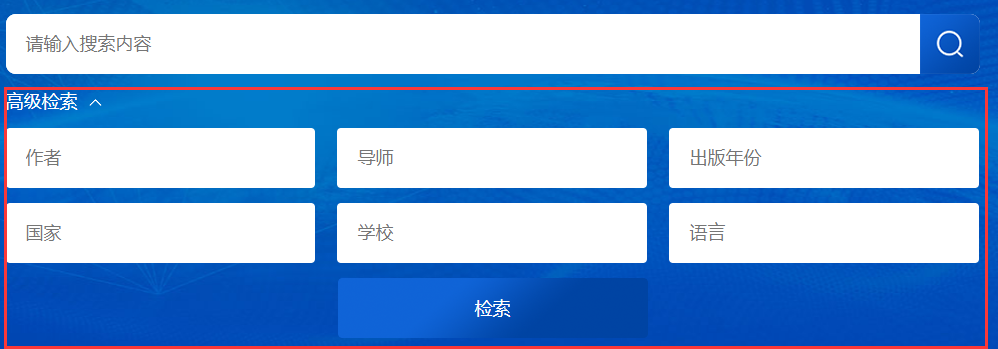 请输入搜索内容
高级检索
作者 导师 出版年份
国家 学校 语言
检索